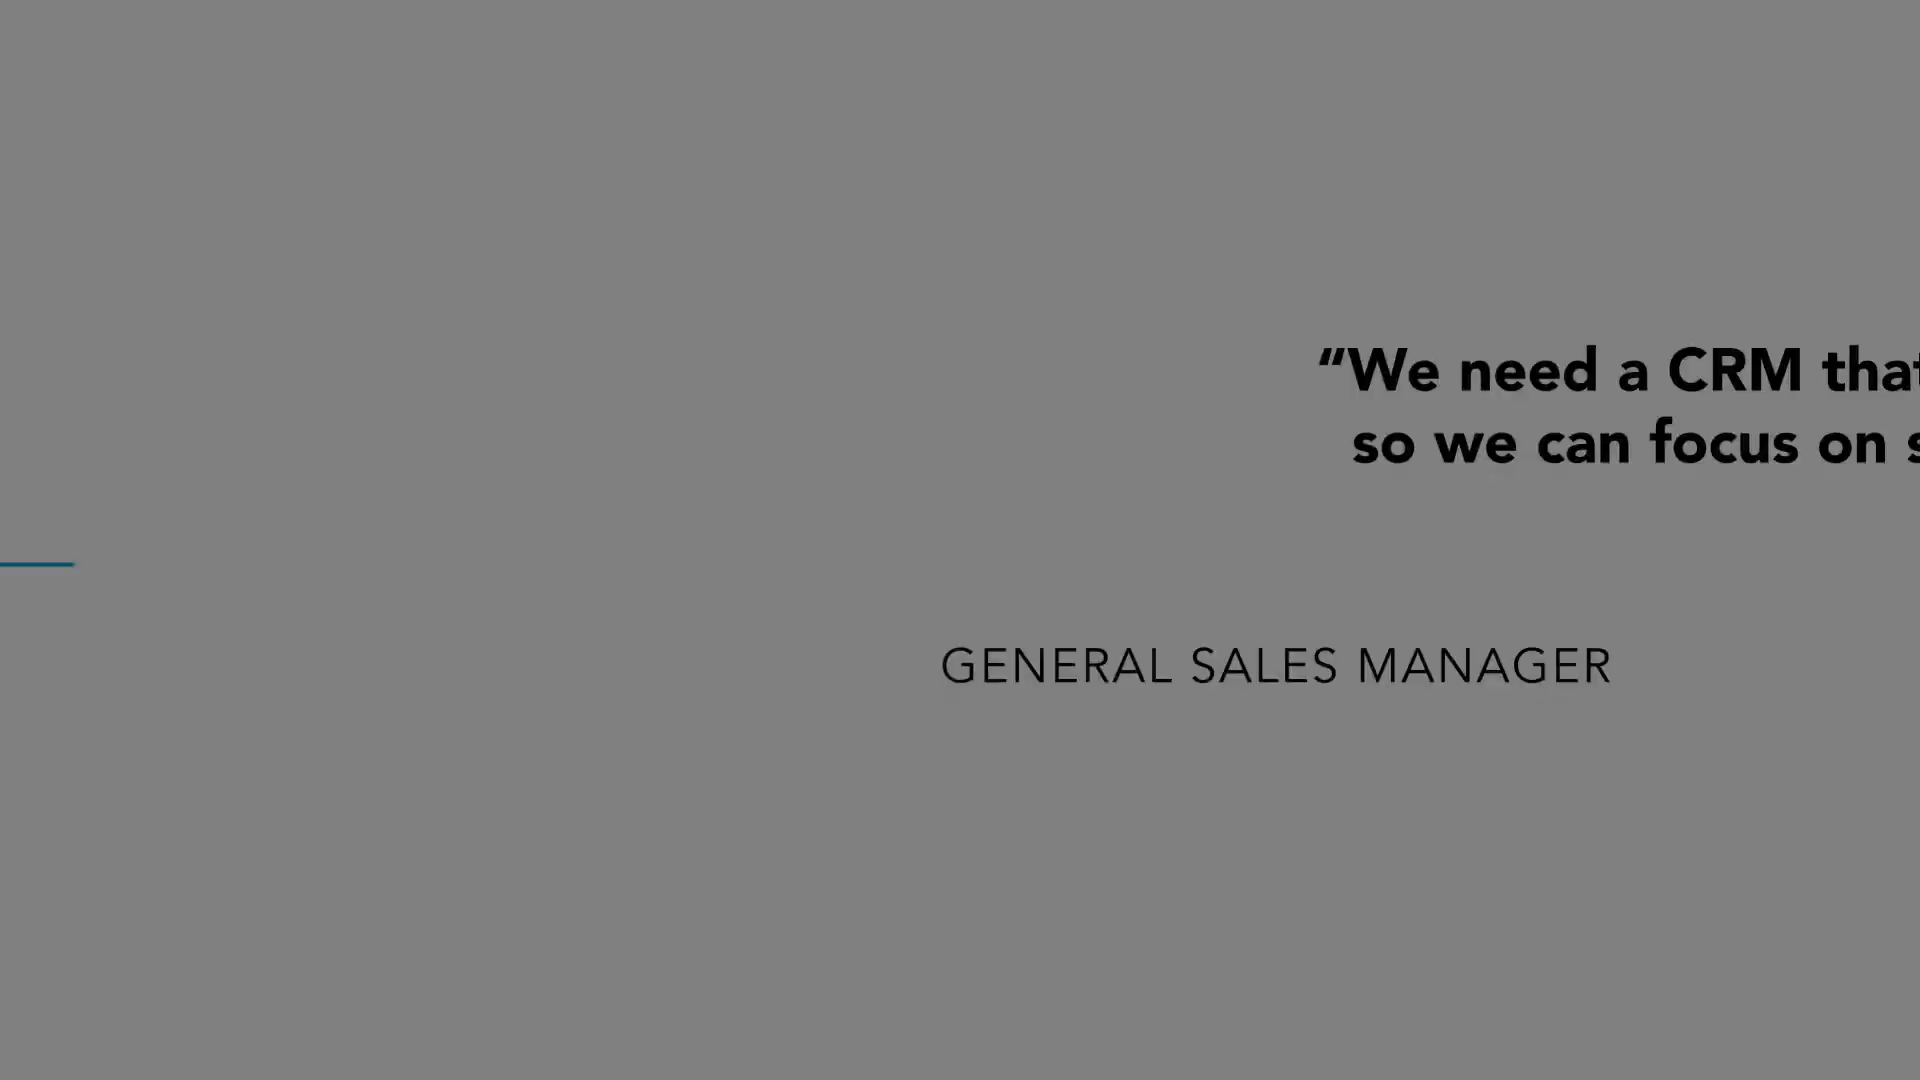 “We need a CRM that
so we can focus on
GENERAL SALES MANAGER